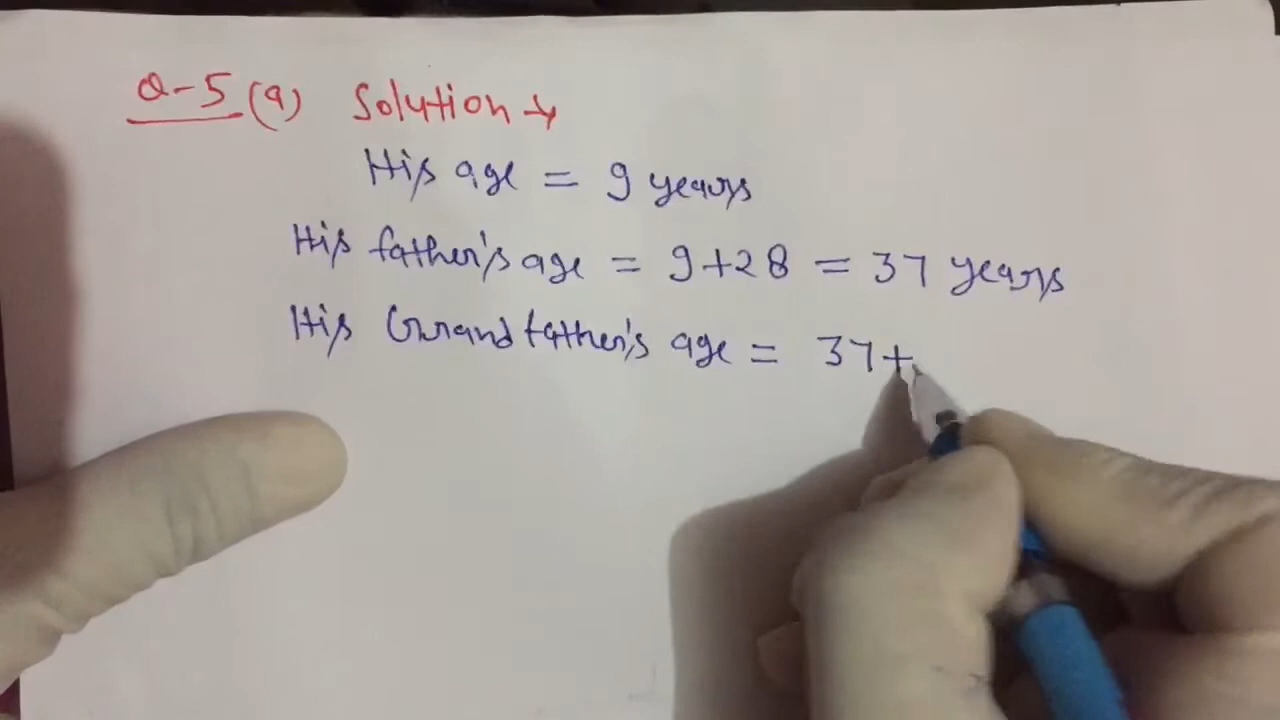 Q-5 (a) Solution →
His age = 9 years
His father's age = 9+28 = 37 years
His Grandfather's age = 37+